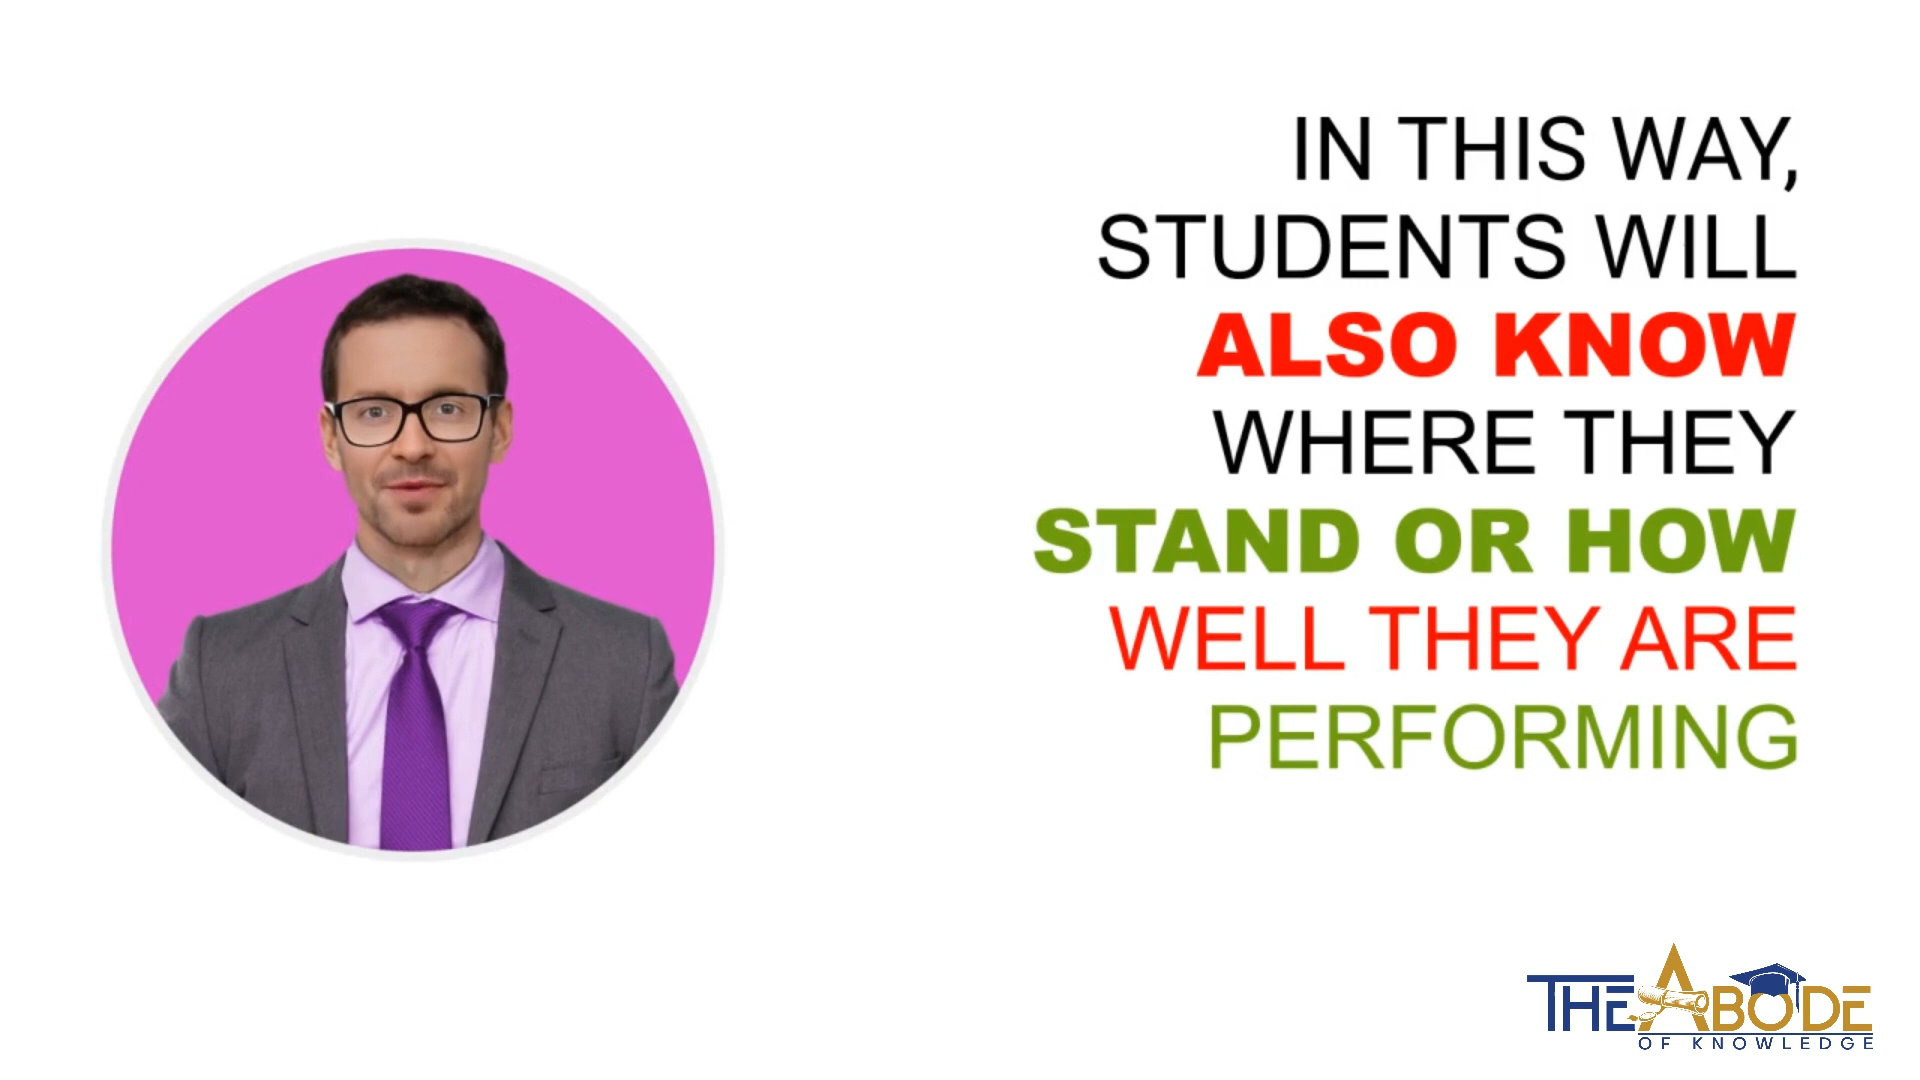 IN THIS WAY,
STUDENTS WILL
ALSO KNOW
WHERE THEY
STAND OR HOW
WELL THEY ARE
PERFORMING
THE ABODE
OF KNOWLEDGE